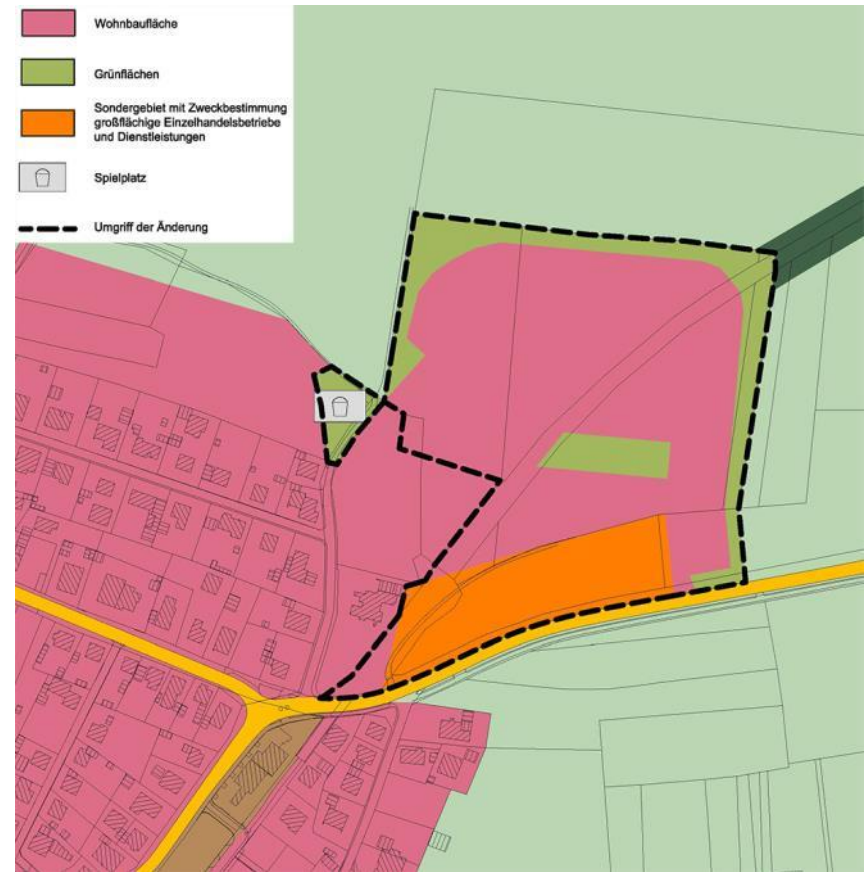 Wohnbaufläche
Grünflächen
Sondergebiet mit Zweckbestimmung
großflächige Einzelhandelsbetriebe
und Dienstleistungen
Spielplatz
Umgriff der Änderung